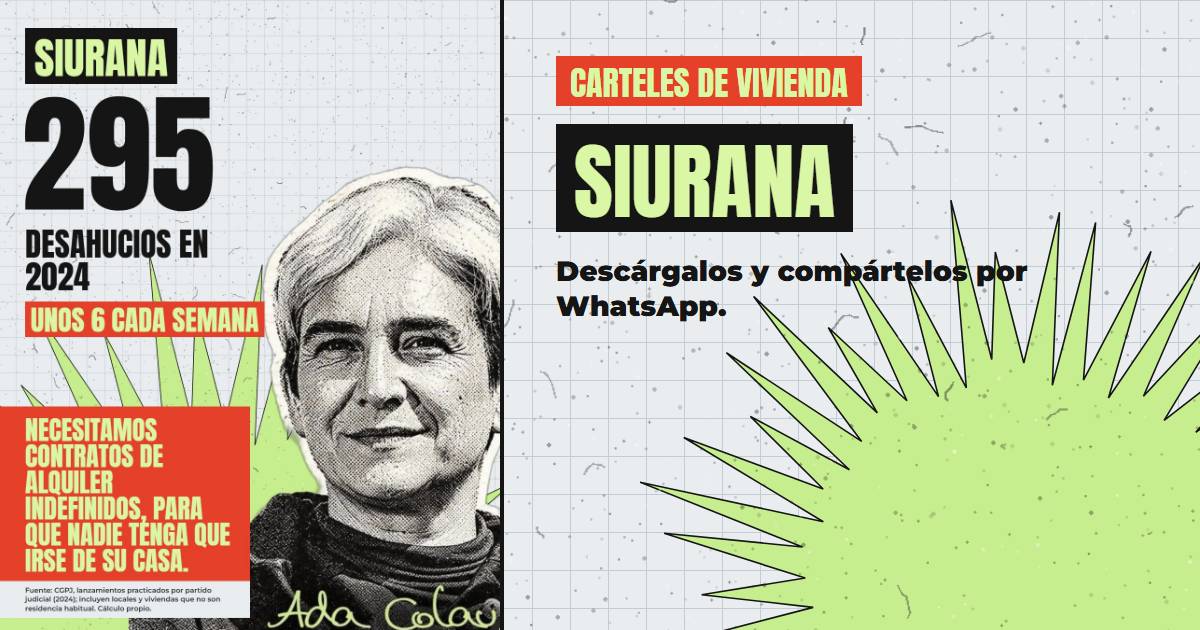 SIURANA
295
DESAHUCIOS EN
2024
UNOS 6 CADA SEMANA
NECESITAMOS
CONTRATOS DE
ALQUILER
INDEFINIDOS, PARA
QUE NADIE TENGA QUE
IRSE DE SU CASA.
Fuente: CGPJ, lanzamientos practicados por partido
judicial (2024); incluyen locales y viviendas que no son
residencia habitual. Cálculo propio.
Ada Colau
CARTELES DE VIVIENDA
SIURANA
Descárgalos y compártelos por
WhatsApp.